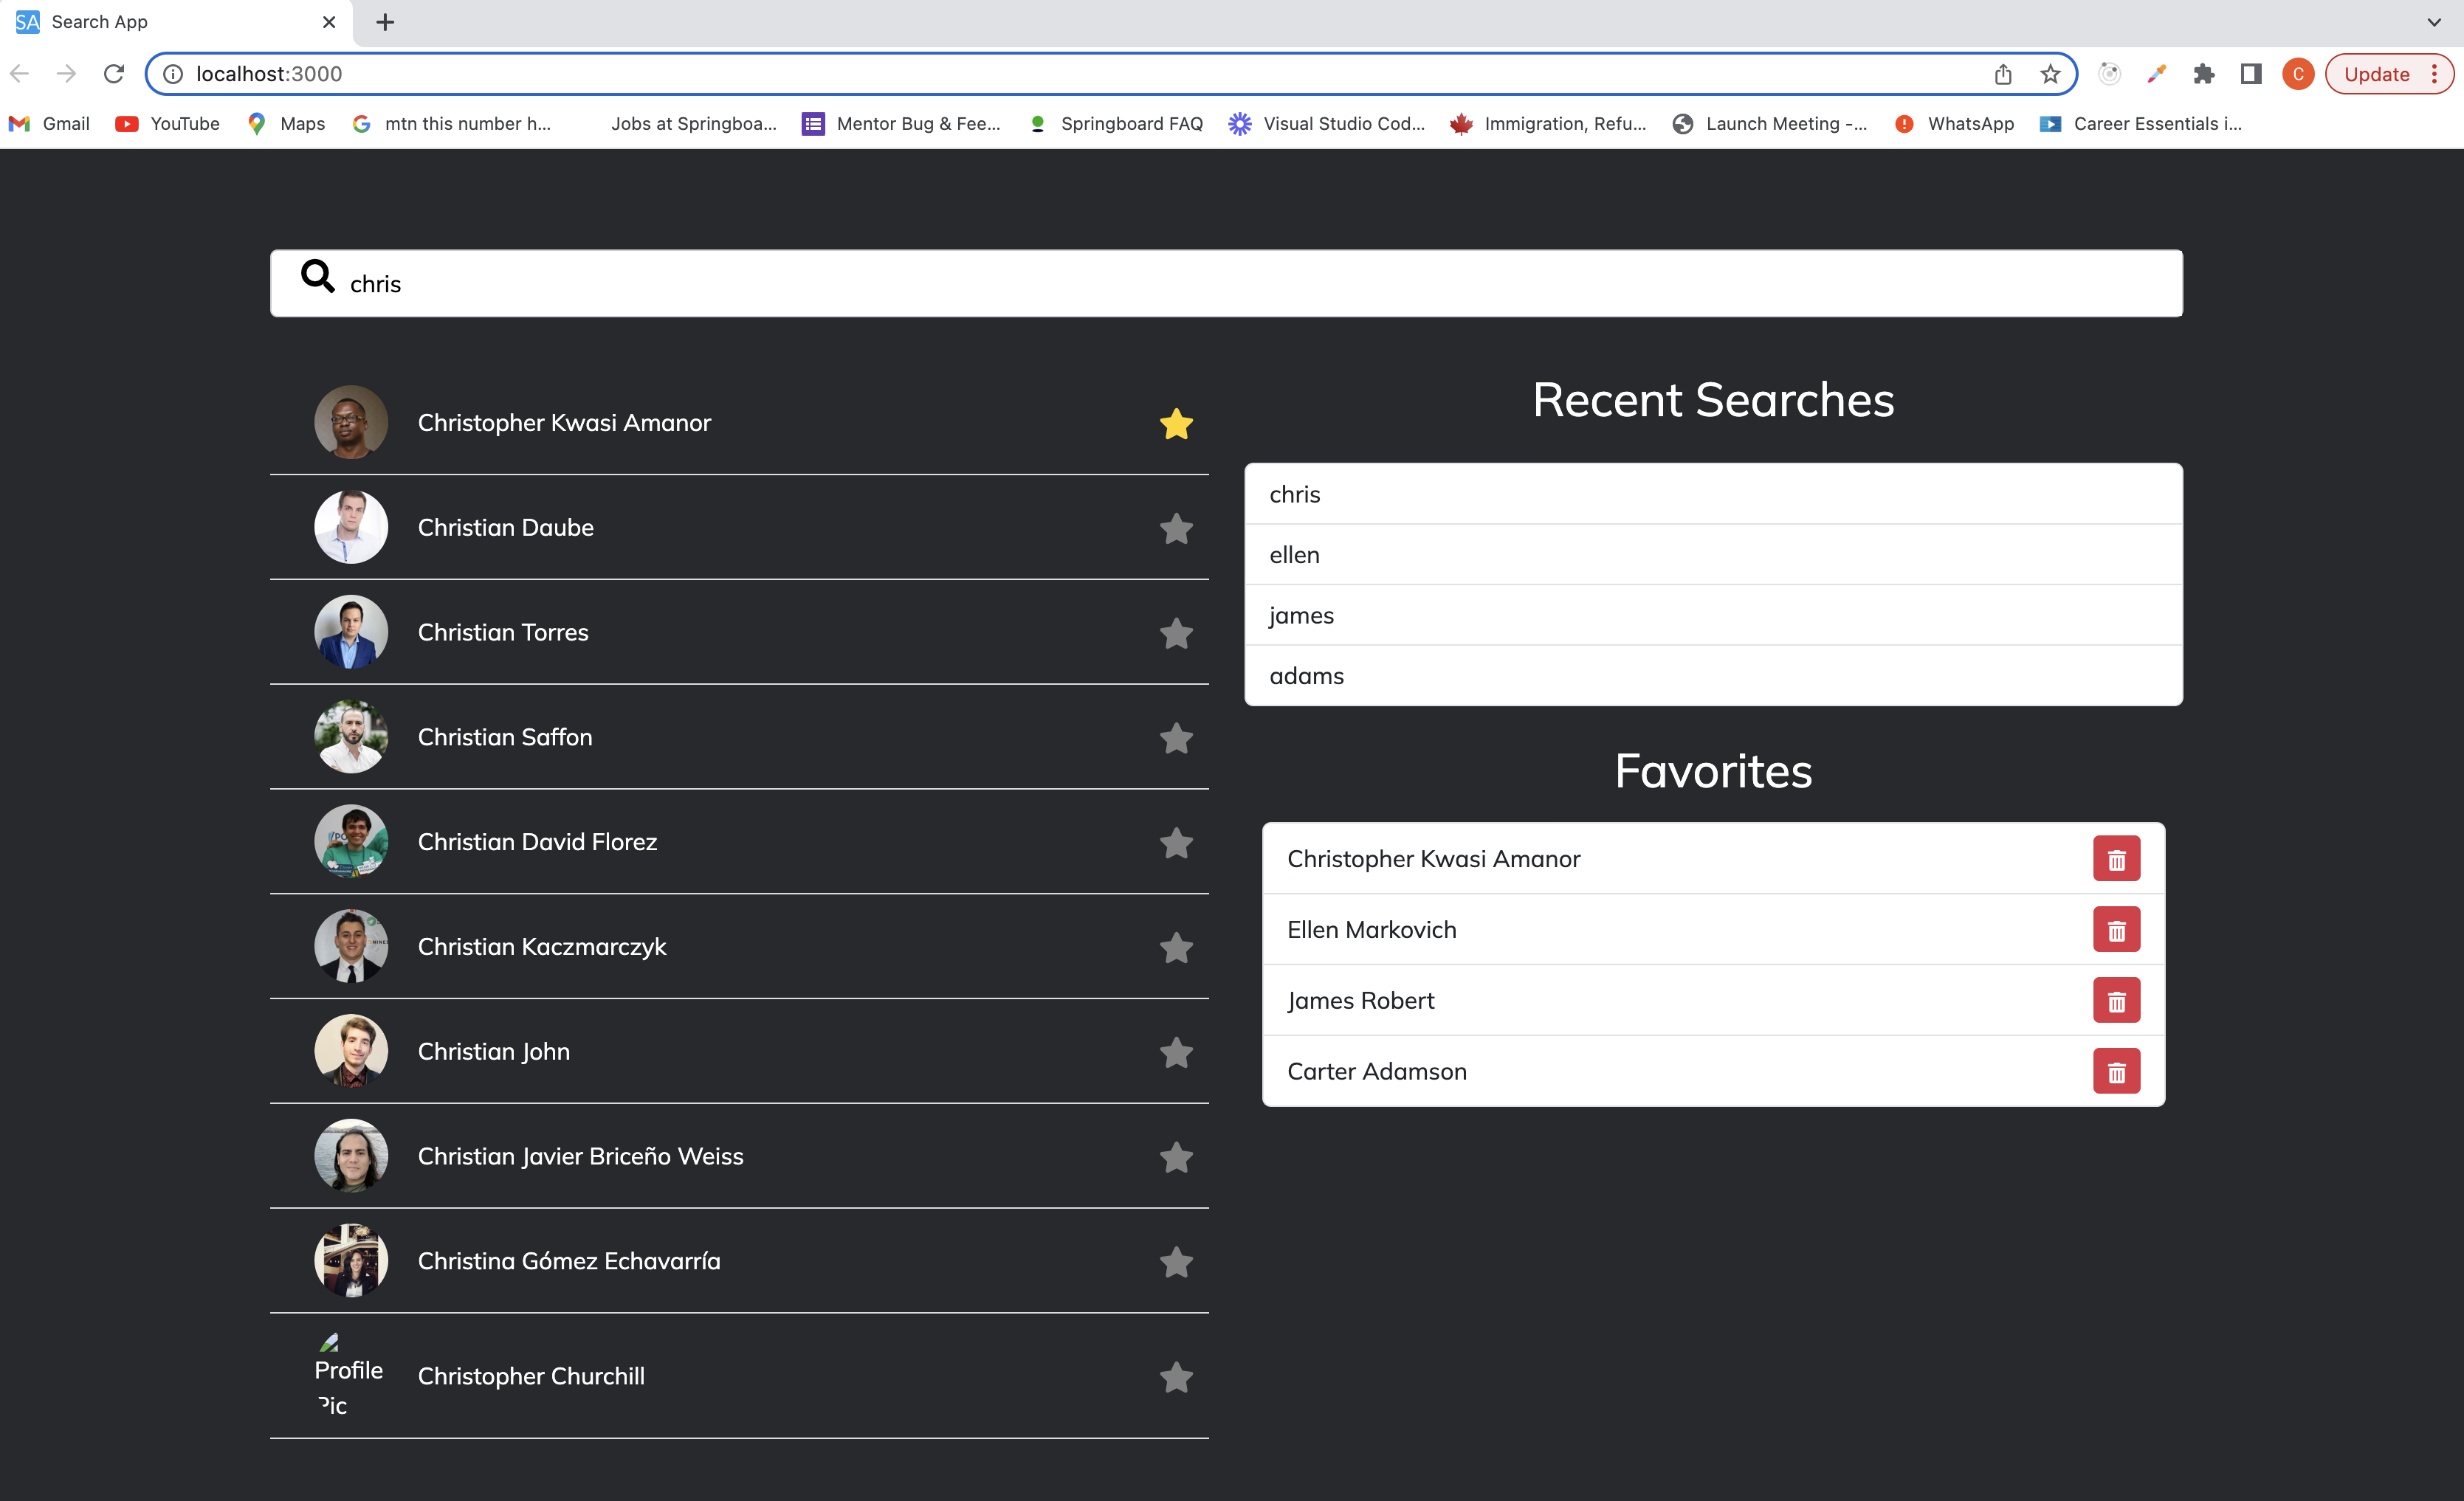 SA Search App
localhost:3000
C
Update
Gmail
YouTube
Maps
mtn this number h...
Jobs at Springboa...
Mentor Bug & Fee...
Springboard FAQ
Visual Studio Cod...
Immigration, Refu...
Launch Meeting -...
WhatsApp
Career Essentials i...
chris
Christopher Kwasi Amanor
Christian Daube
Christian Torres
Christian Saffon
Christian David Florez
Christian Kaczmarczyk
Christian John
Christian Javier Briceño Weiss
Christina Gómez Echavarría
Profile
Pic
Christopher Churchill
Recent Searches
chris
ellen
james
adams
Favorites
Christopher Kwasi Amanor
Ellen Markovich
James Robert
Carter Adamson